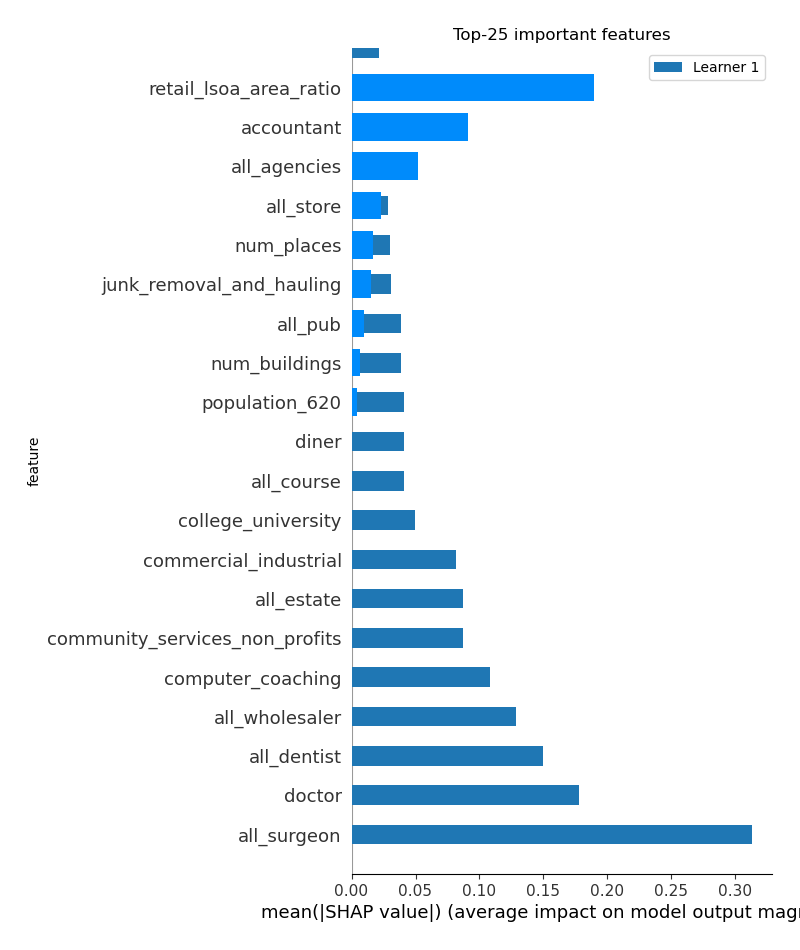 Top-25 important features
Learner 1
retail_lsoa_area_ratio
accountant
all_agencies
all_store
num_places
junk_removal_and_hauling
all_pub
num_buildings
population_620
diner
all_course
college_university
commercial_industrial
all_estate
community_services_non_profits
computer_coaching
all_wholesaler
all_dentist
doctor
all_surgeon
feature
0.00 0.05 0.10 0.15 0.20 0.25 0.30
mean(|SHAP value|) (average impact on model output magr